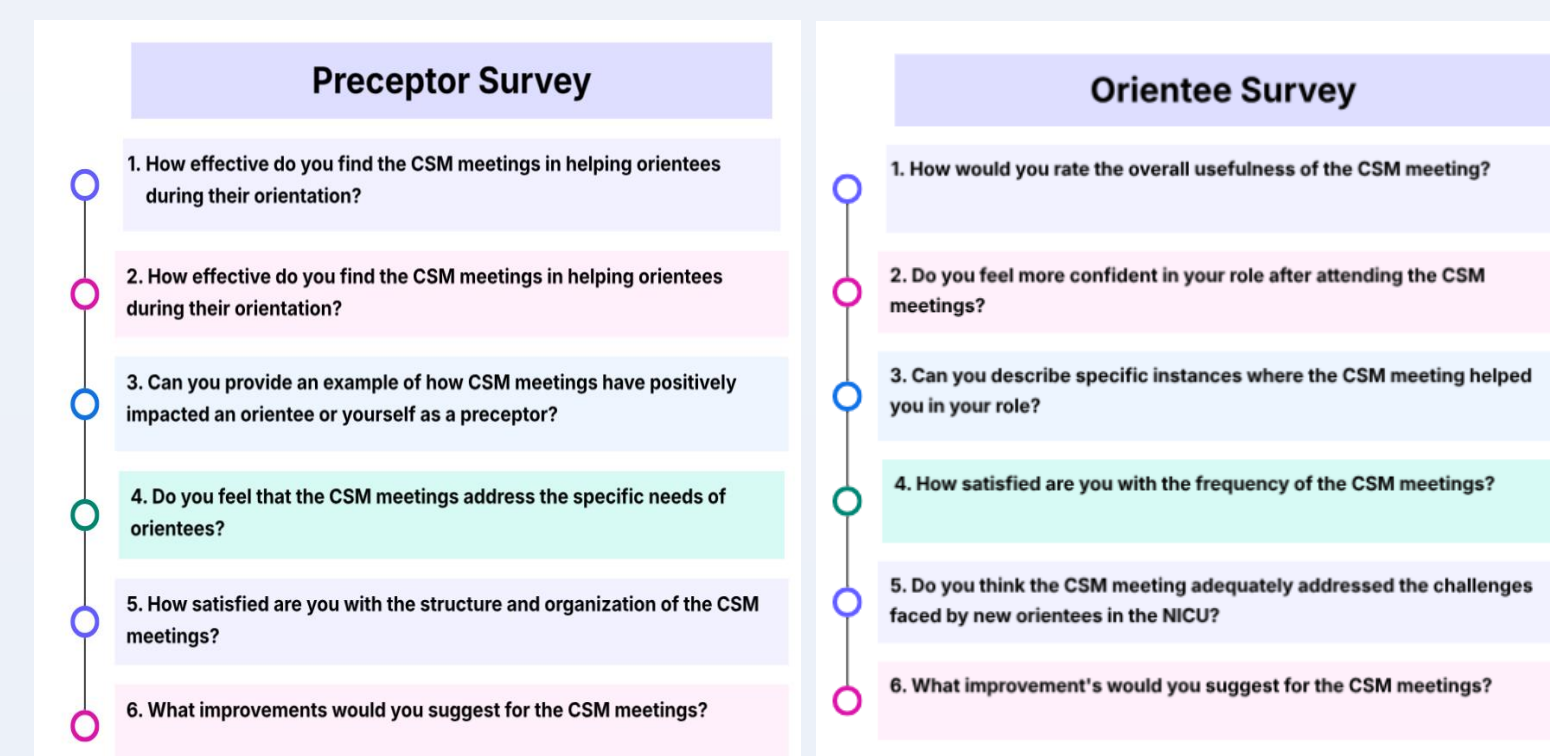 Preceptor Survey
1. How effective do you find the CSM meetings in helping orientees
during their orientation?
2. How effective do you find the CSM meetings in helping orientees
during their orientation?
3. Can you provide an example of how CSM meetings have positively
impacted an orientee or yourself as a preceptor?
4. Do you feel that the CSM meetings address the specific needs of
orientees?
5. How satisfied are you with the structure and organization of the CSM
meetings?
6. What improvements would you suggest for the CSM meetings?
Orientee Survey
1. How would you rate the overall usefulness of the CSM meeting?
2. Do you feel more confident in your role after attending the CSM
meetings?
3. Can you describe specific instances where the CSM meeting helped
you in your role?
4. How satisfied are you with the frequency of the CSM meetings?
5. Do you think the CSM meeting adequately addressed the challenges
faced by new orientees in the NICU?
6. What improvement's would you suggest for the CSM meetings?